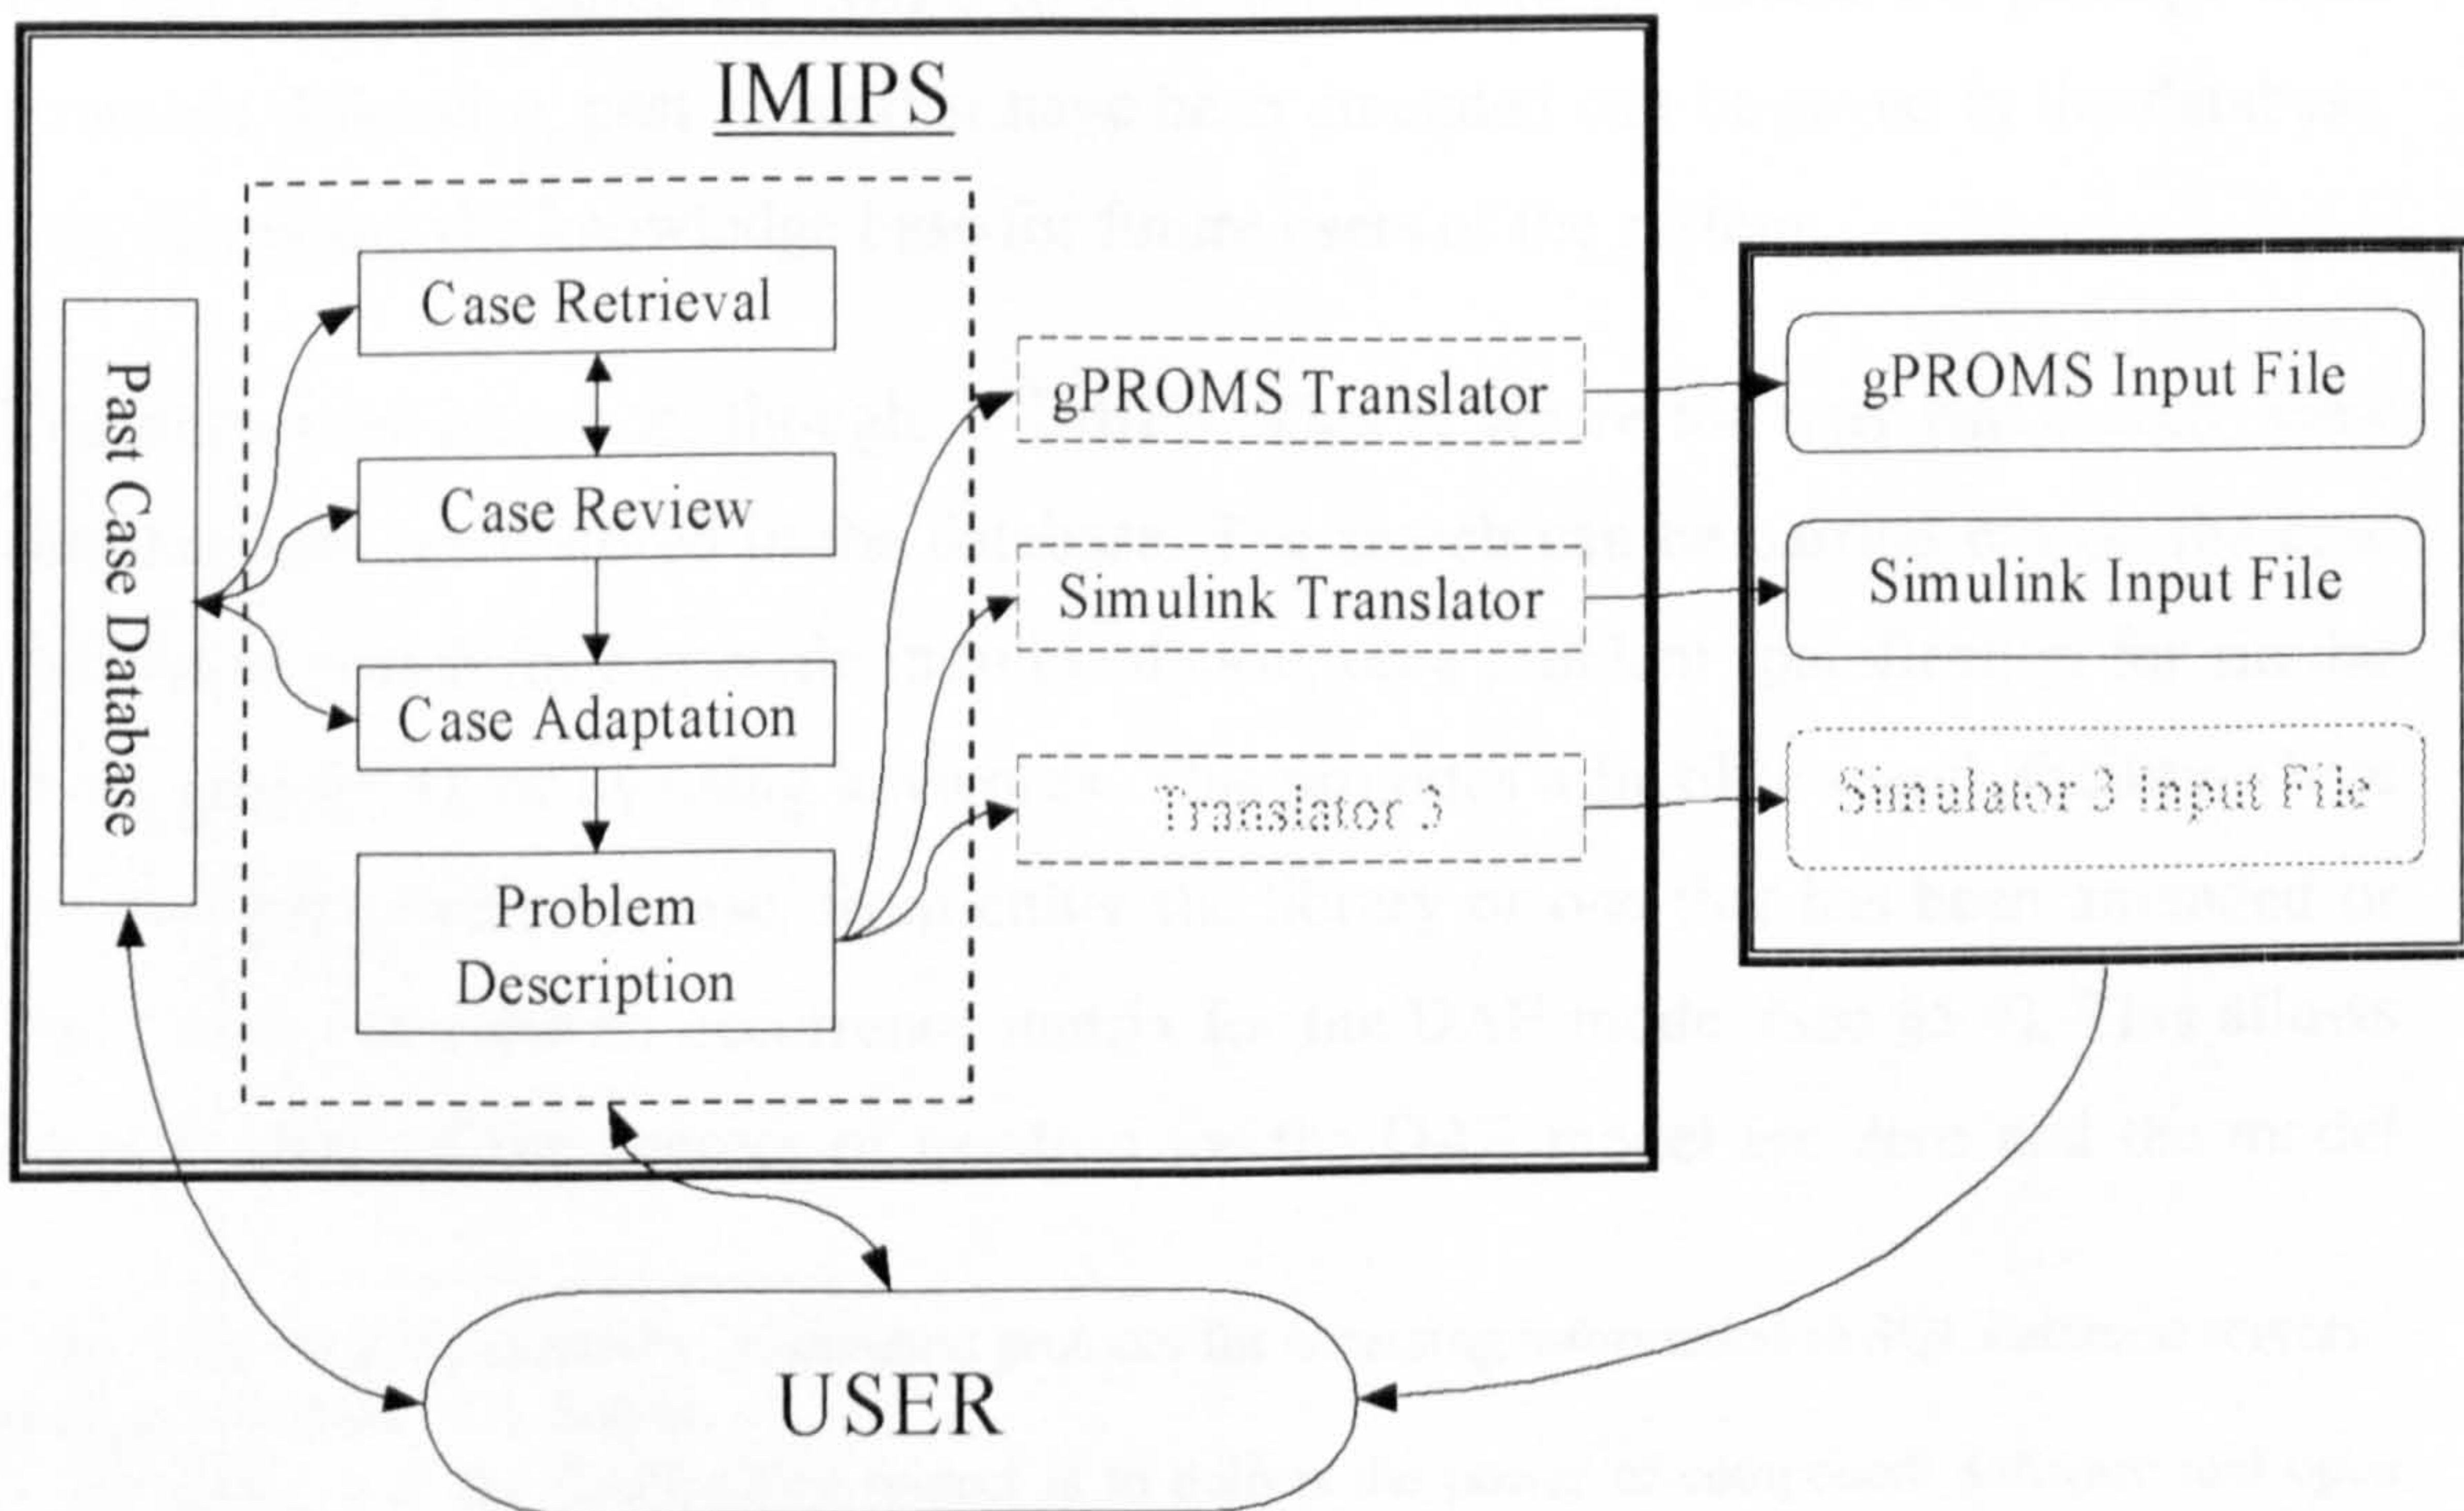 IMIPS
Past Case Database
Case Retrieval
Case Review
Case Adaptation
Problem
Description
gPROMS Translator
Simulink Translator
Translator 3
gPROMS Input File
Simulink Input File
Simulator 3 Input File
USER